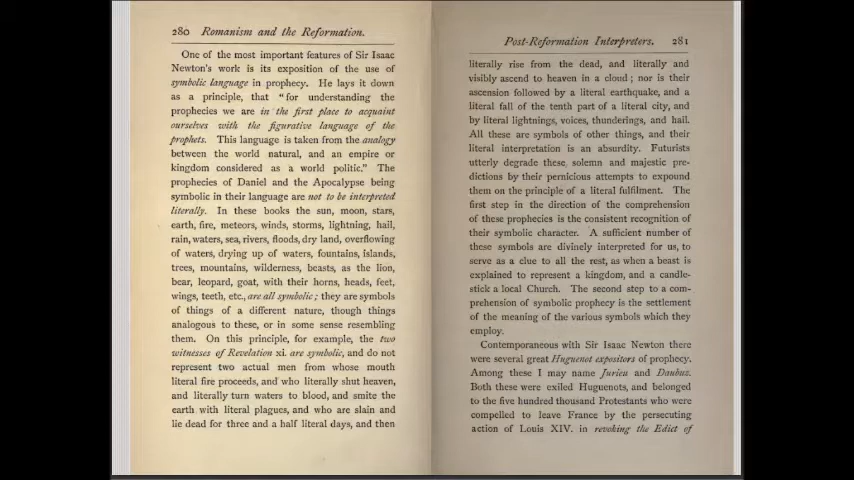 280 Romanism and the Reformation.
One of the most important features of Sir Isaac
Newton's work is its exposition of the use of
symbolic language in prophecy. He lays it down
as a principle, that "for understanding the
prophecies we are in the first place to acquaint
ourselves with the figurative language of the
prophets. This language is taken from the analogy
between the world natural, and an empire or
kingdom considered as a world politic." The
prophecies of Daniel and the Apocalypse being
symbolic in their language are not to be interpreted
literally. In these books the sun, moon, stars,
earth, fire, meteors, winds, storms, lightning, hail,
rain, waters, sea, rivers, floods, dry land, overflowing
of waters, drying up of waters, fountains, islands,
trees, mountains, wilderness, beasts, as the lion,
bear, leopard, goat, with their horns, heads, feet,
wings, teeth, etc., are all symbolic; they are symbols
of things of a different nature, though things
analogous to these, or in some sense resembling
them. On this principle, for example, the two
witnesses of Revelation xi. are symbolic, and do not
represent two actual men from whose mouth
literal fire proceeds, and who literally shut heaven,
and literally turn waters to blood, and smite the
earth with literal plagues, and who are slain and
lie dead for three and a half literal days, and then
Post-Reformation Interpreters. 281
literally rise from the dead, and literally and
visibly ascend to heaven in a cloud; nor is their
ascension followed by a literal earthquake, and a
literal fall of the tenth part of a literal city, and
by literal lightnings, voices, thunderings, and hail.
All these are symbols of other things, and their
literal interpretation is an absurdity. Futurists
utterly degrade these solemn and majestic pre-
dictions by their pernicious attempts to expound
them on the principle of a literal fulfilment. The
first step in the direction of the comprehension
of these prophecies is the consistent recognition of
their symbolic character. A sufficient number of
these symbols are divinely interpreted for us, to
serve as a clue to all the rest, as when a beast is
explained to represent a kingdom, and a candle-
stick a local Church. The second step to a com-
prehension of symbolic prophecy is the settlement
of the meaning of the various symbols which they
employ.
Contemporaneous with Sir Isaac Newton there
were several great Huguenot expositors of prophecy.
Among these I may name Jurieu and Daubuz.
Both these were exiled Huguenots, and belonged
to the five hundred thousand Protestants who were
compelled to leave France by the persecuting
action of Louis XIV. in revoking the Edict of